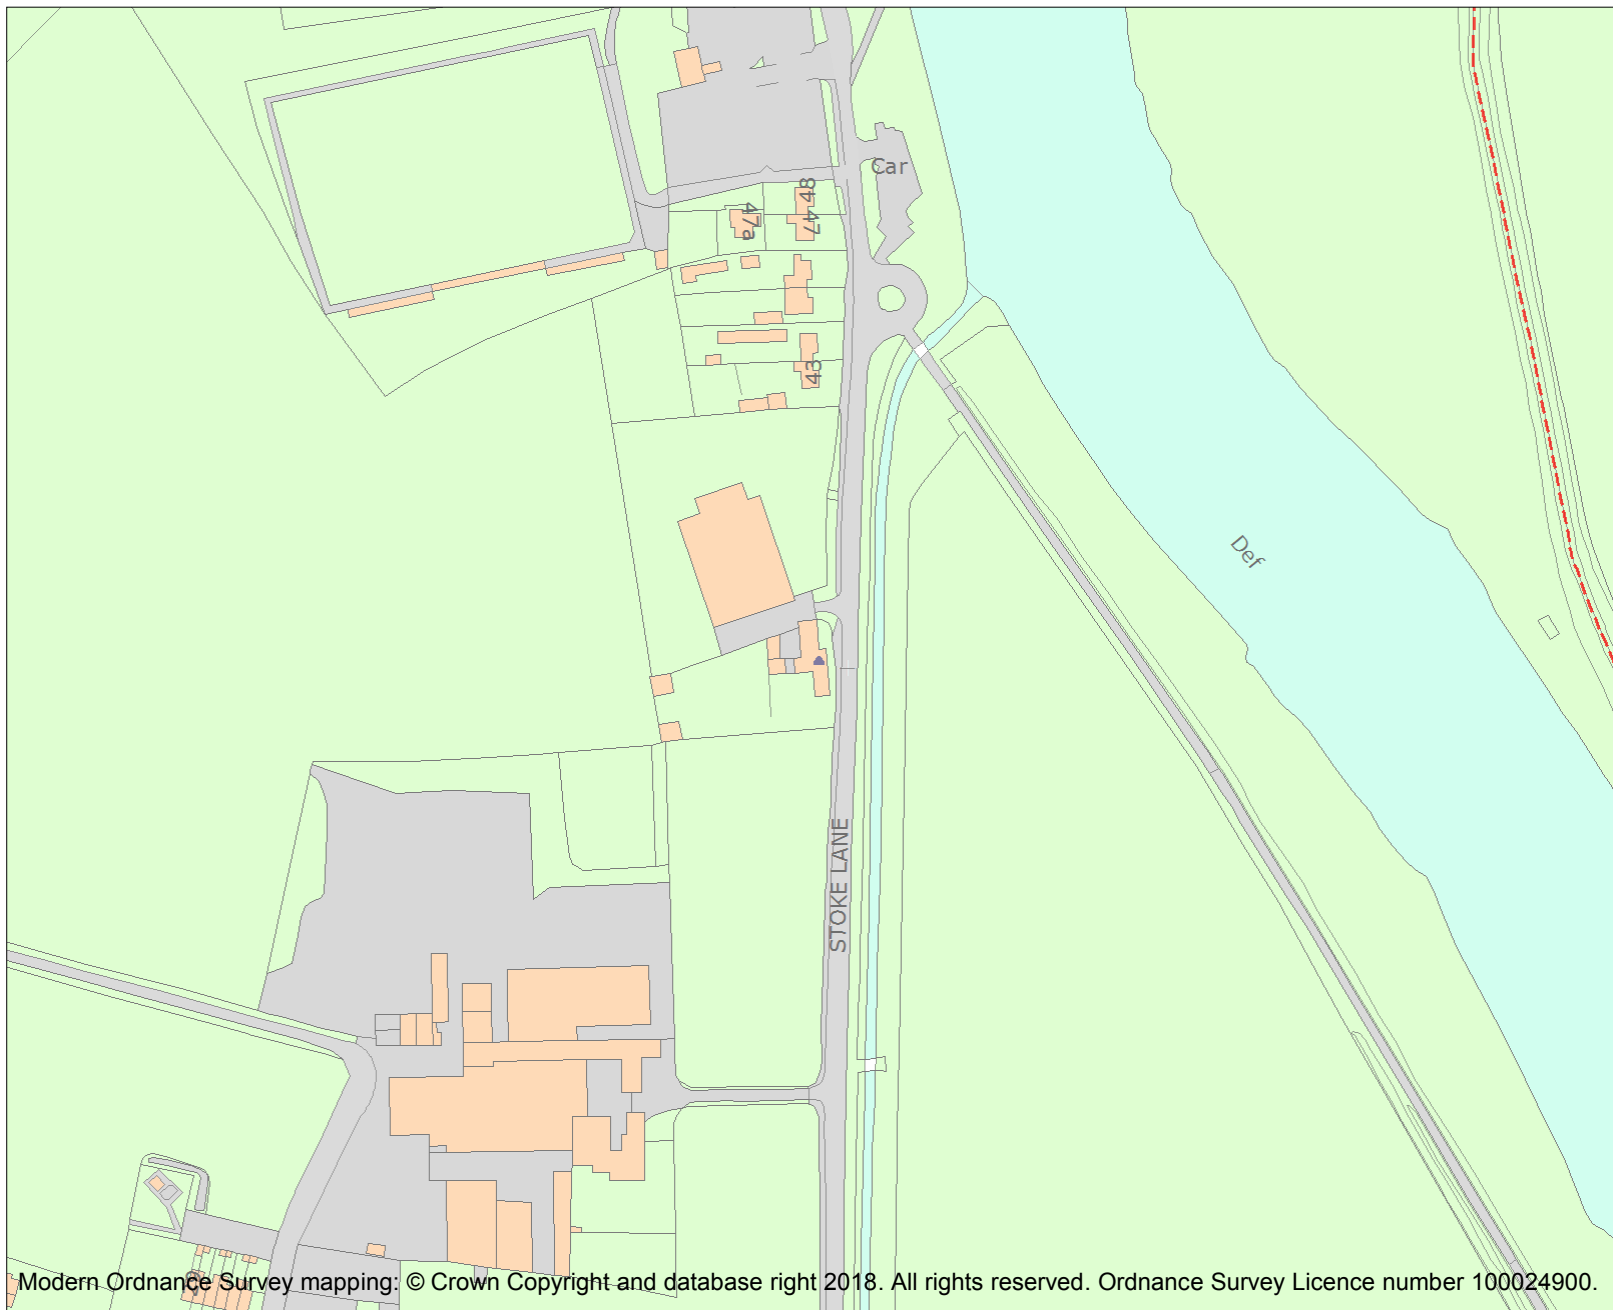 Car
48
47a
47
43
Def
STOKE LANE
Modern Ordnance Survey mapping: © Crown Copyright and database right 2018. All rights reserved. Ordnance Survey Licence number 100024900.